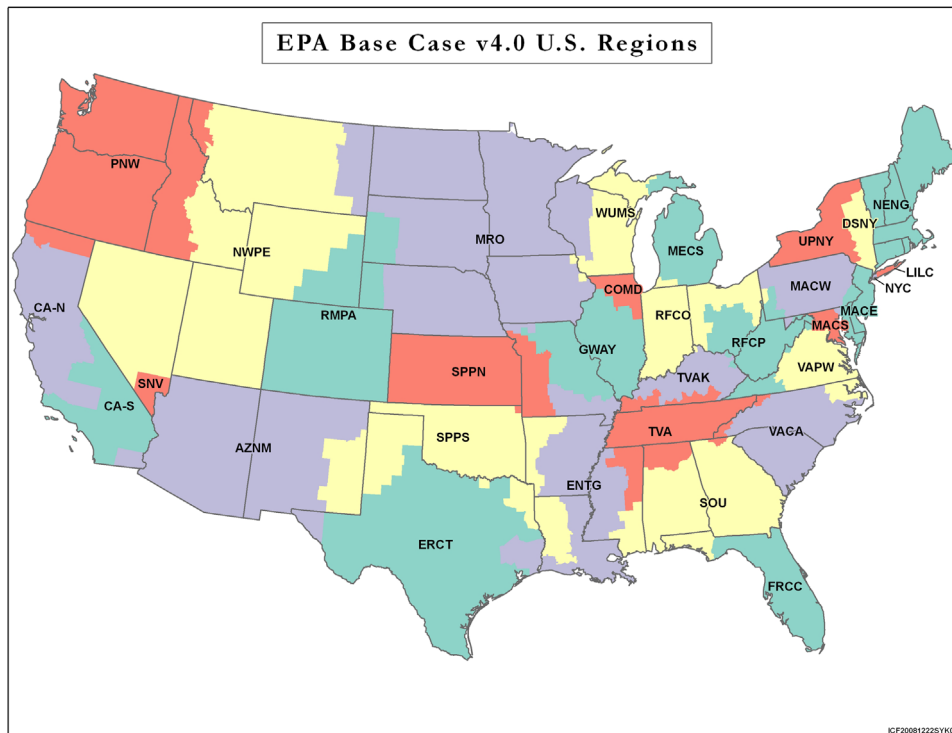 EPA Base Case v4.0 U.S. Regions
PNW
NWPE
MRO
WUMS
MECS
NENG
DSNY
UPNY
LILC
NYC
CA-N
COMD
MACW
MACE
RMPA
RFCO
MACS
GWAY
RFCP
SNV
SPPN
TVAK
VAPW
CA-S
AZNM
SPPS
TVA
VACA
ENTG
SOU
ERCT
FRCC